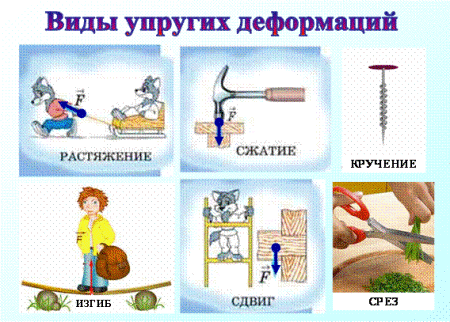 Виды упругих деформаций
F
РАСТЯЖЕНИЕ
F
СЖАТИЕ
КРУЧЕНИЕ
F
ИЗГИБ
F
СДВИГ
СРЕЗ